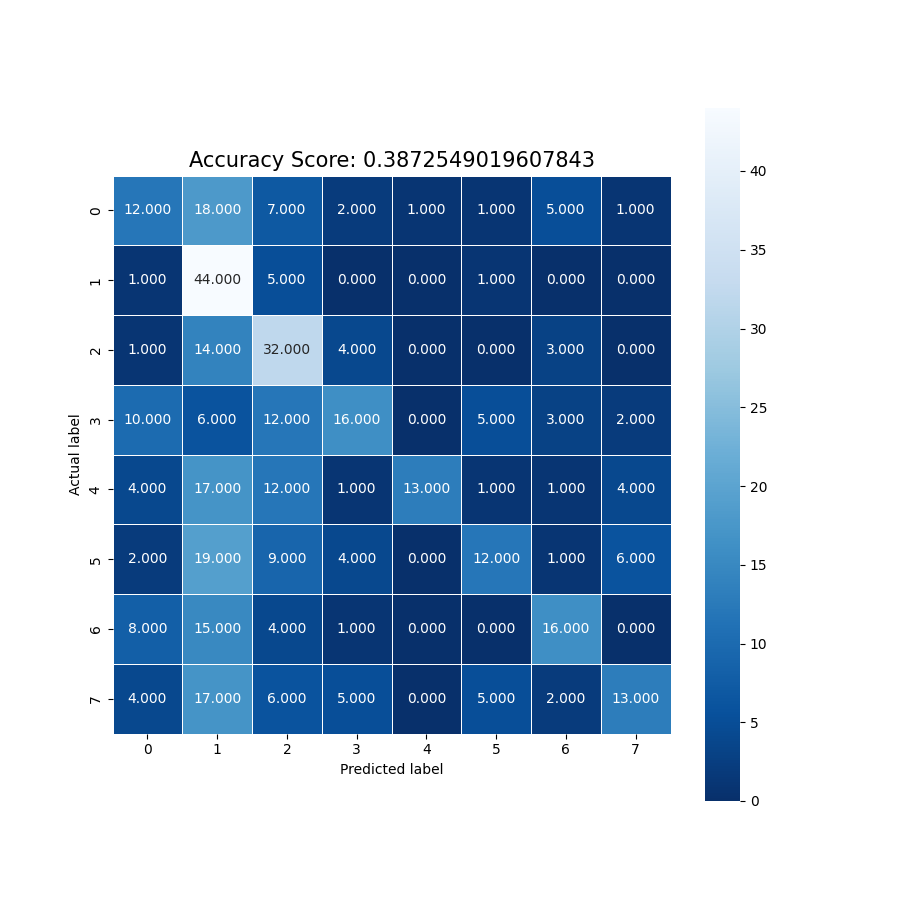 Accuracy Score: 0.3872549019607843
0 12.000 18.000 7.000 2.000 1.000 1.000 5.000 1.000
1 1.000 44.000 5.000 0.000 0.000 1.000 0.000 0.000
2 1.000 14.000 32.000 4.000 0.000 0.000 3.000 0.000
3 10.000 6.000 12.000 16.000 0.000 5.000 3.000 2.000
4 4.000 17.000 12.000 1.000 13.000 1.000 1.000 4.000
5 2.000 19.000 9.000 4.000 0.000 12.000 1.000 6.000
6 8.000 15.000 4.000 1.000 0.000 0.000 16.000 0.000
7 4.000 17.000 6.000 5.000 0.000 5.000 2.000 13.000
0 1 2 3 4 5 6 7
Predicted label
Actual label
40
35
30
25
20
15
10
5
0